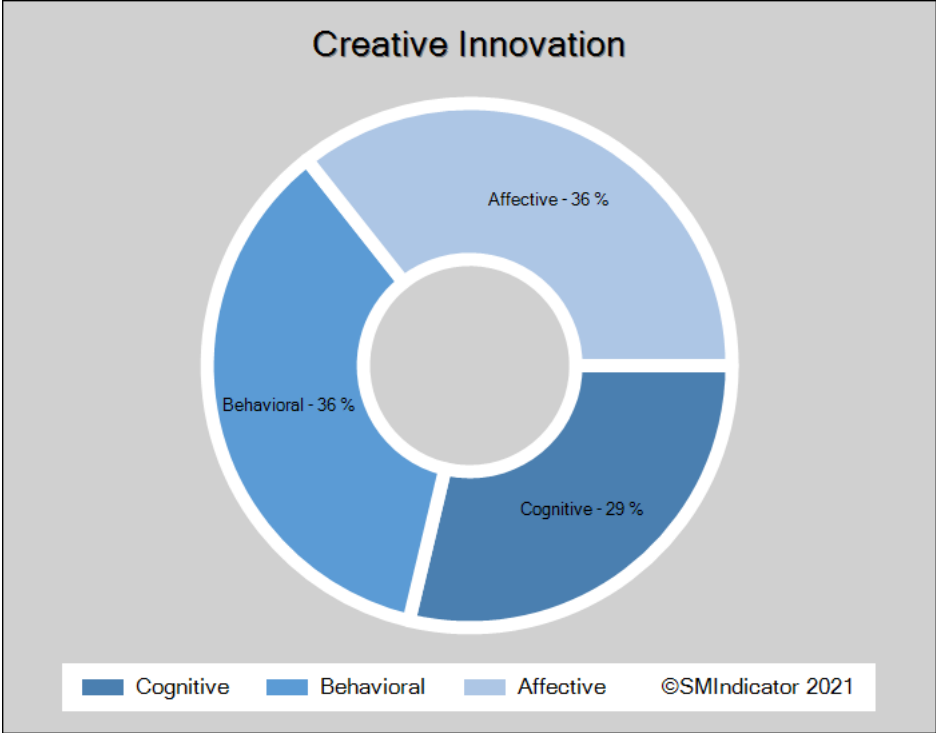 Creative Innovation
Affective - 36 %
Behavioral - 36 %
Cognitive - 29 %
Cognitive Behavioral Affective ©SMIndicator 2021